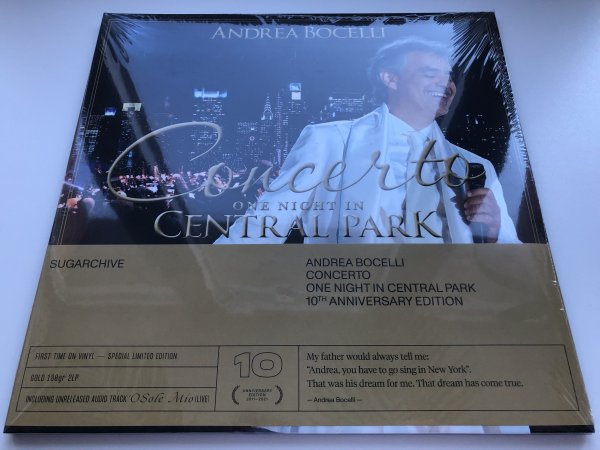 ANDREA BOCELLI
Concerto
ONE NIGHT IN
CENTRAL PARK
SUGARCHIVE
ANDREA BOCELLI
CONCERTO
ONE NIGHT IN CENTRAL PARK
10TH ANNIVERSARY EDITION
FIRST TIME ON VINYL — SPECIAL LIMITED EDITION
GOLD 180gr 2LP
INCLUDING UNRELEASED AUDIO TRACK OSolé Mio (LIVE)
10
ANNIVERSARY
EDITION
2011-2021
My father would always tell me:
"Andrea, you have to go sing in New York".
That was his dream for me. That dream has come true.
— Andrea Bocelli —